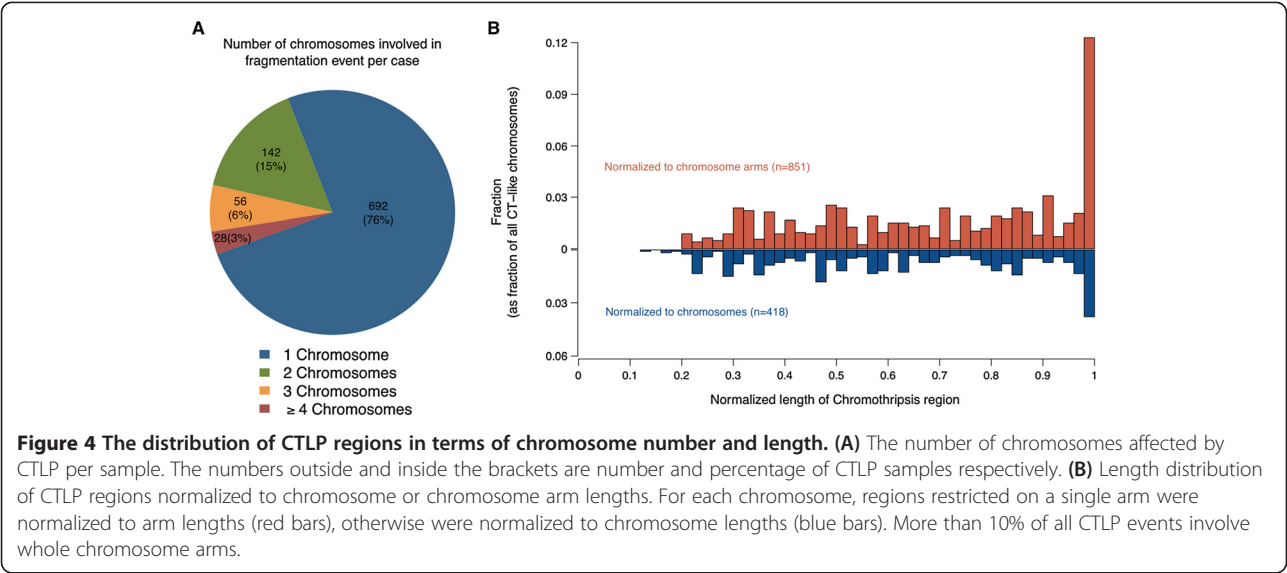 A
Number of chromosomes involved in
fragmentation event per case
142
(15%)
56
(6%)
28(3%)
692
(76%)
1 Chromosome
2 Chromosomes
3 Chromosomes
≥ 4 Chromosomes
B
Fraction
(as fraction of all CT–like chromosomes)
0.12
0.09
0.06
0.03
0
0.03
0.06
Normalized to chromosome arms (n=851)
Normalized to chromosomes (n=418)
0 0.1 0.2 0.3 0.4 0.5 0.6 0.7 0.8 0.9 1
Normalized length of Chromothripsis region
Figure 4 The distribution of CTLP regions in terms of chromosome number and length. (A) The number of chromosomes affected by
CTLP per sample. The numbers outside and inside the brackets are number and percentage of CTLP samples respectively. (B) Length distribution
of CTLP regions normalized to chromosome or chromosome arm lengths. For each chromosome, regions restricted on a single arm were
normalized to arm lengths (red bars), otherwise were normalized to chromosome lengths (blue bars). More than 10% of all CTLP events involve
whole chromosome arms.